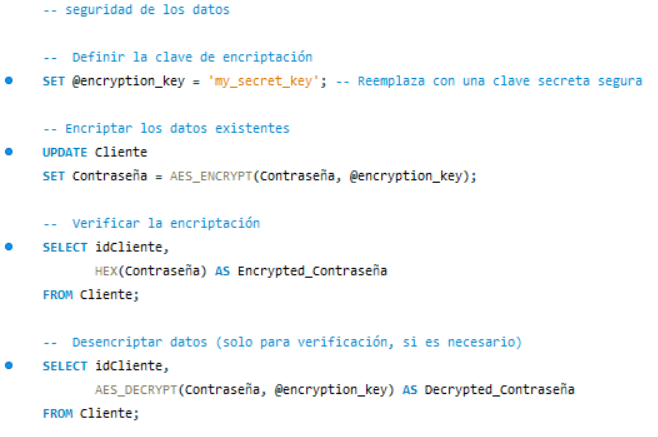 -- seguridad de los datos
--  Definir la clave de encriptación
SET @encryption_key = 'my_secret_key'; -- Reemplaza con una clave secreta segura
-- Encriptar los datos existentes
UPDATE Cliente
SET Contraseña = AES_ENCRYPT(Contraseña, @encryption_key);
--  Verificar la encriptación
SELECT idCliente,
HEX(Contraseña) AS Encrypted_Contraseña
FROM Cliente;
--  Desencriptar datos (solo para verificación, si es necesario)
SELECT idCliente,
AES_DECRYPT(Contraseña, @encryption_key) AS Decrypted_Contraseña
FROM Cliente;